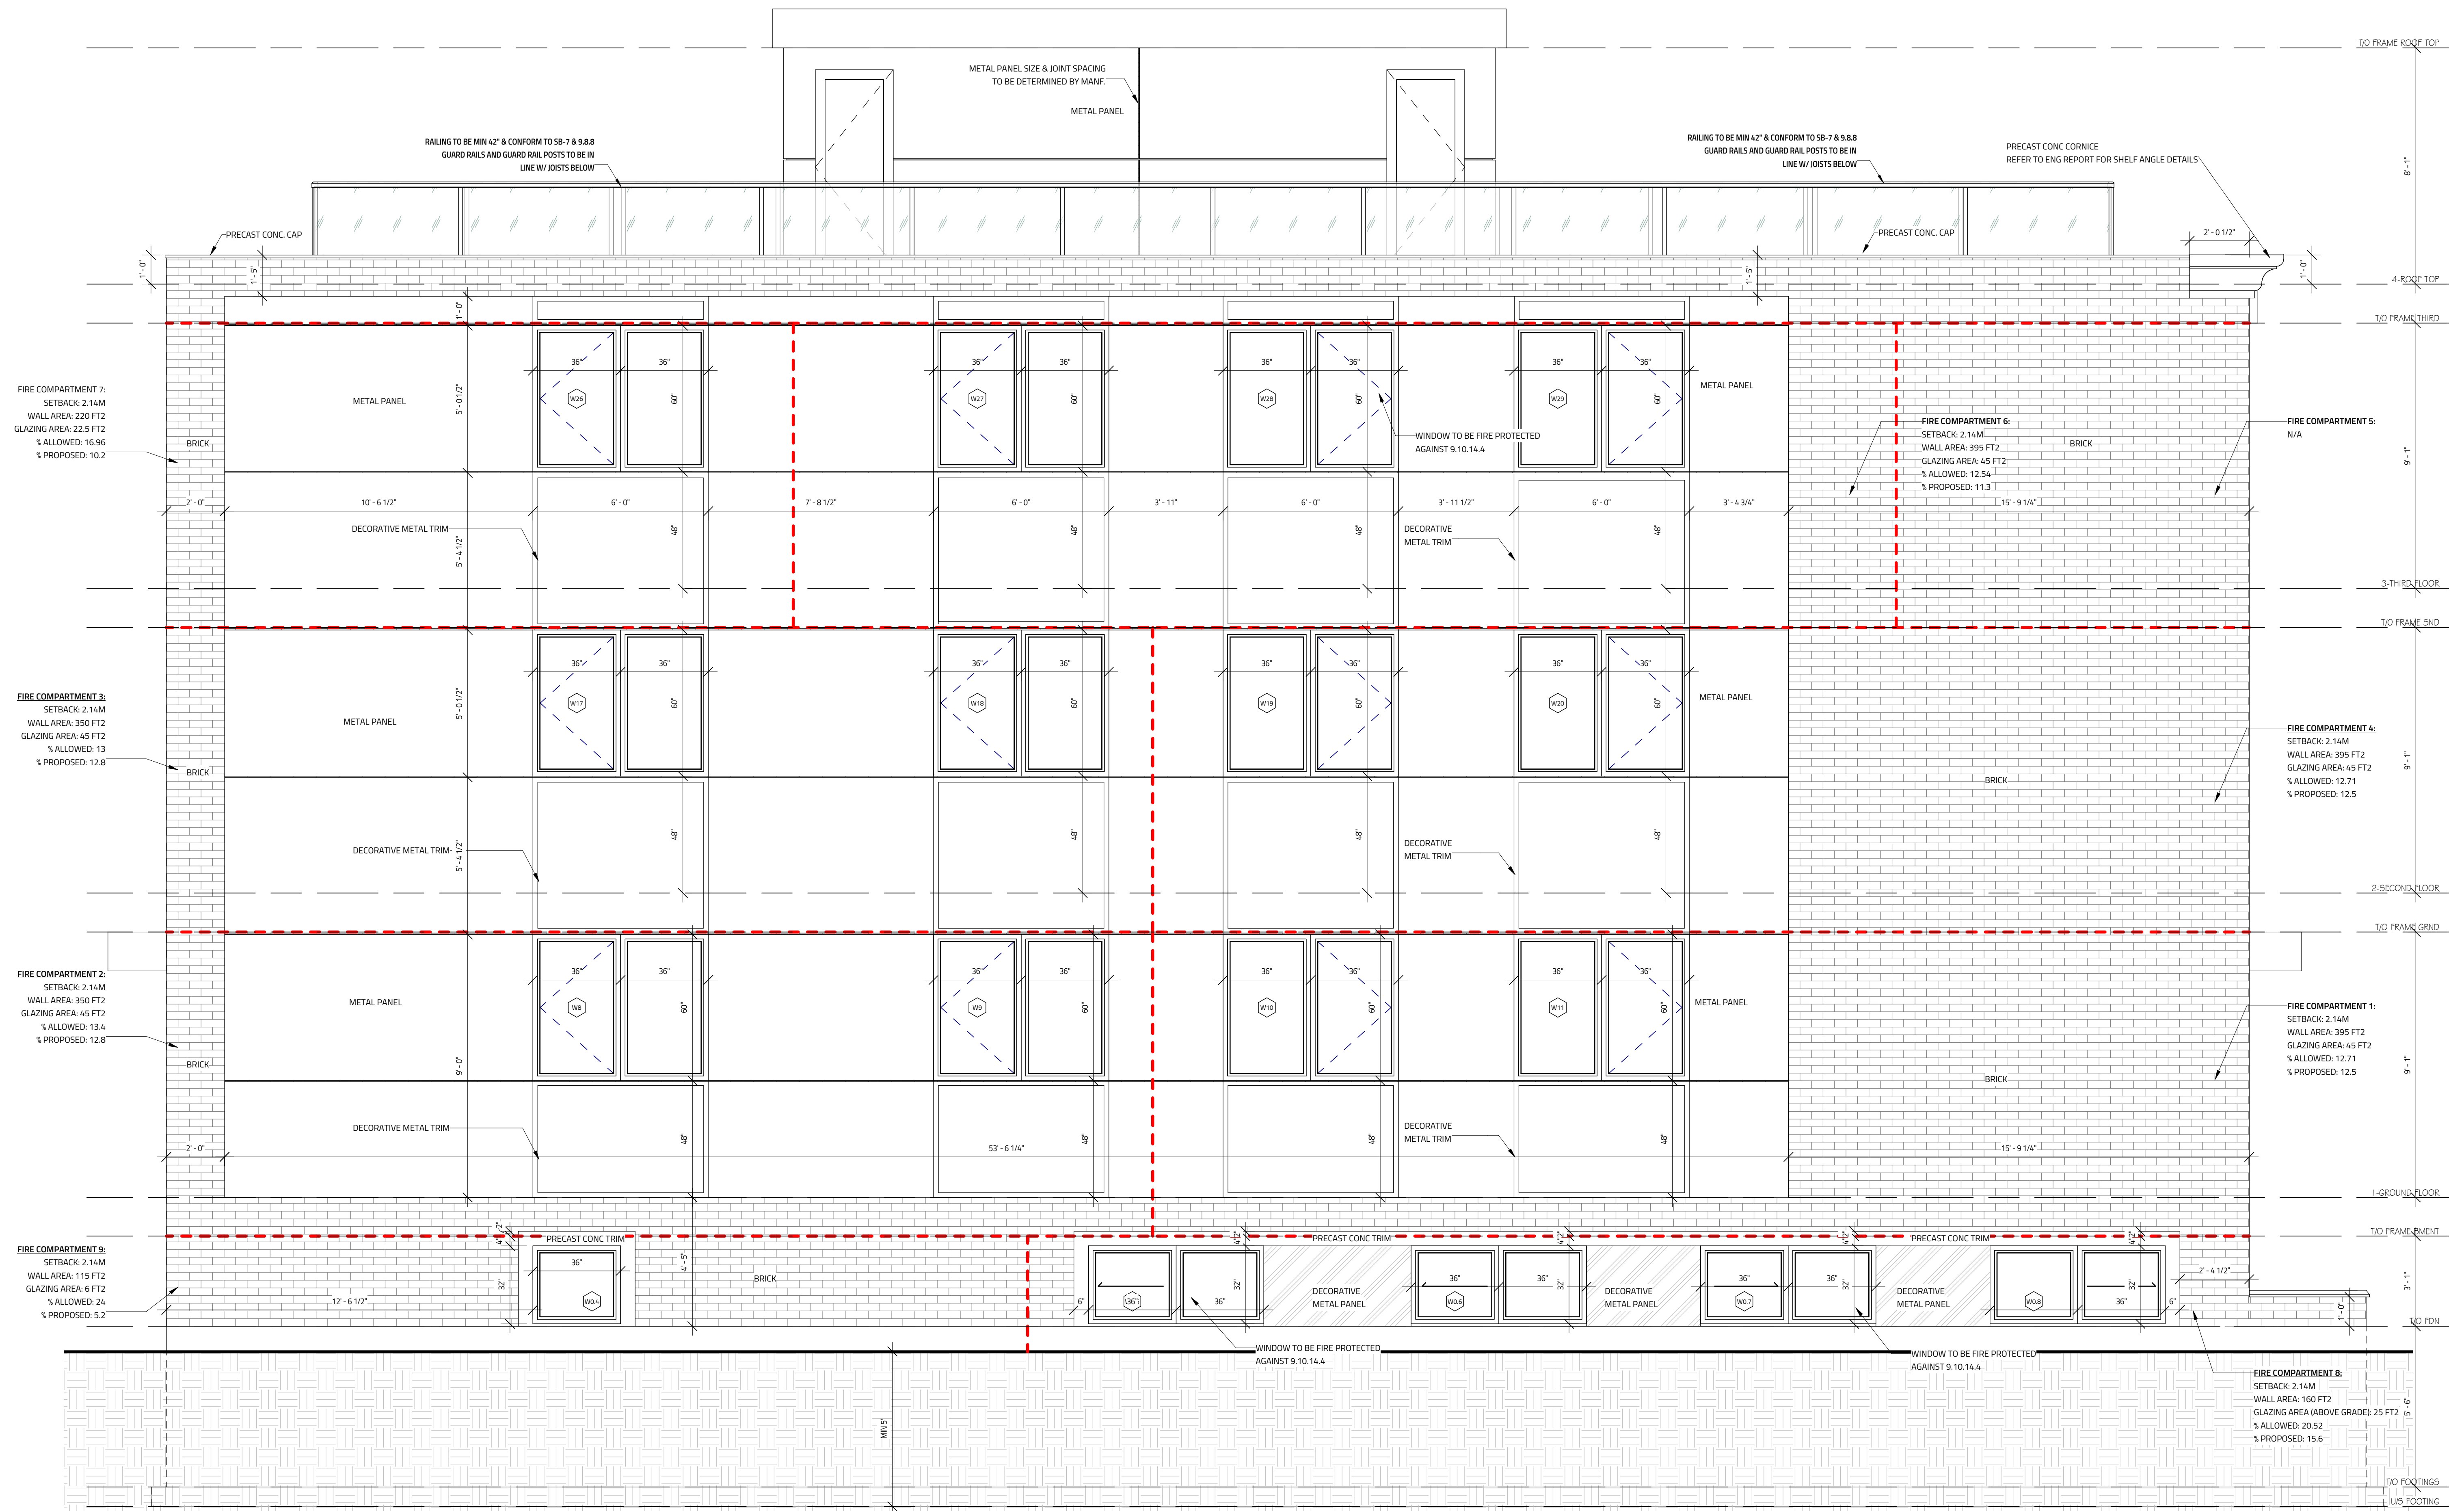 T/O FRAME ROOF TOP
METAL PANEL SIZE & JOINT SPACING
TO BE DETERMINED BY MANF.
METAL PANEL
8' - 1"
RAILING TO BE MIN 42" & CONFORM TO SB-7 & 9.8.8
GUARD RAILS AND GUARD RAIL POSTS TO BE IN
LINE W/ JOISTS BELOW
RAILING TO BE MIN 42" & CONFORM TO SB-7 & 9.8.8
GUARD RAILS AND GUARD RAIL POSTS TO BE IN
LINE W/ JOISTS BELOW
PRECAST CONC CORNICE
REFER TO ENG REPORT FOR SHELF ANGLE DETAILS
PRECAST CONC. CAP
PRECAST CONC. CAP
2' - 0 1/2"
1' - 0"
1' - 5"
1' - 5"
1' - 0"
4-ROOF TOP
1' - 0"
T/O FRAME THIRD
36"
36"
36"
36"
36"
36"
36"
36"
W26
W27
W28
W29
5' - 0 1/2"
60"
60"
60"
60"
METAL PANEL
METAL PANEL
BRICK
BRICK
FIRE COMPARTMENT 7:
SETBACK: 2.14M
WALL AREA: 220 FT2
GLAZING AREA: 22.5 FT2
% ALLOWED: 16.96
% PROPOSED: 10.2
WINDOW TO BE FIRE PROTECTED
AGAINST 9.10.14.4
FIRE COMPARTMENT 6:
SETBACK: 2.14M
WALL AREA: 395 FT2
GLAZING AREA: 45 FT2
% ALLOWED: 12.54
% PROPOSED: 11.3
FIRE COMPARTMENT 5:
N/A
9' - 1"
2' - 0"
10' - 6 1/2"
6' - 0"
7' - 8 1/2"
6' - 0"
3' - 11"
6' - 0"
3' - 11 1/2"
6' - 0"
3' - 4 3/4"
15' - 9 1/4"
DECORATIVE METAL TRIM
5' - 4 1/2"
48"
48"
48"
48"
DECORATIVE
METAL TRIM
3-THIRD FLOOR
T/O FRAME SND
36"
36"
36"
36"
36"
36"
36"
36"
W17
W18
W19
W20
5' - 0 1/2"
60"
60"
60"
60"
METAL PANEL
METAL PANEL
BRICK
BRICK
FIRE COMPARTMENT 3:
SETBACK: 2.14M
WALL AREA: 350 FT2
GLAZING AREA: 45 FT2
% ALLOWED: 13
% PROPOSED: 12.8
FIRE COMPARTMENT 4:
SETBACK: 2.14M
WALL AREA: 395 FT2
GLAZING AREA: 45 FT2
% ALLOWED: 12.71
% PROPOSED: 12.5
9' - 1"
DECORATIVE METAL TRIM
5' - 4 1/2"
48"
48"
48"
48"
DECORATIVE
METAL TRIM
2-SECOND FLOOR
T/O FRAME GRND
36"
36"
36"
36"
36"
36"
36"
36"
W8
W9
W10
W11
60"
60"
60"
60"
METAL PANEL
METAL PANEL
9' - 0"
BRICK
BRICK
FIRE COMPARTMENT 2:
SETBACK: 2.14M
WALL AREA: 350 FT2
GLAZING AREA: 45 FT2
% ALLOWED: 13.4
% PROPOSED: 12.8
FIRE COMPARTMENT 1:
SETBACK: 2.14M
WALL AREA: 395 FT2
GLAZING AREA: 45 FT2
% ALLOWED: 12.71
% PROPOSED: 12.5
9' - 1"
DECORATIVE METAL TRIM
48"
48"
48"
48"
DECORATIVE
METAL TRIM
2' - 0"
53' - 6 1/4"
15' - 9 1/4"
1-GROUND FLOOR
T/O FRAME BMENT
4"
2"
4"
2"
4"
2"
4"
2"
4"
2"
PRECAST CONC TRIM
PRECAST CONC TRIM
PRECAST CONC TRIM
FIRE COMPARTMENT 9:
SETBACK: 2.14M
WALL AREA: 115 FT2
GLAZING AREA: 6 FT2
% ALLOWED: 24
% PROPOSED: 5.2
12' - 6 1/2"
32"
36"
W0.4
4' - 5"
BRICK
6"
36"
36"
32"
DECORATIVE
METAL PANEL
36"
W0.6
36"
32"
DECORATIVE
METAL PANEL
36"
W0.7
36"
32"
DECORATIVE
METAL PANEL
W0.8
36"
32"
6"
2' - 4 1/2"
1' - 0"
3' - 1"
T/O FDN
WINDOW TO BE FIRE PROTECTED
AGAINST 9.10.14.4
WINDOW TO BE FIRE PROTECTED
AGAINST 9.10.14.4
FIRE COMPARTMENT 8:
SETBACK: 2.14M
WALL AREA: 160 FT2
GLAZING AREA (ABOVE GRADE): 25 FT2
% ALLOWED: 20.52
% PROPOSED: 15.6
5' - 6"
MIN 5'
T/O FOOTINGS
U/S FOOTING